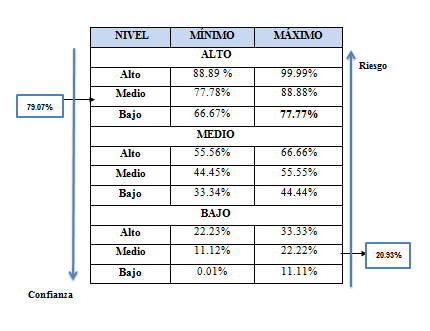 NIVEL MÍNIMO MÁXIMO
ALTO
Alto 88.89 % 99.99%
Riesgo
Medio 77.78% 88.88%
79.07%
Bajo 66.67% 77.77%
MEDIO
Alto 55.56% 66.66%
Medio 44.45% 55.55%
Bajo 33.34% 44.44%
BAJO
Alto 22.23% 33.33%
Medio 11.12% 22.22%
20.93%
Bajo 0.01% 11.11%
Confianza